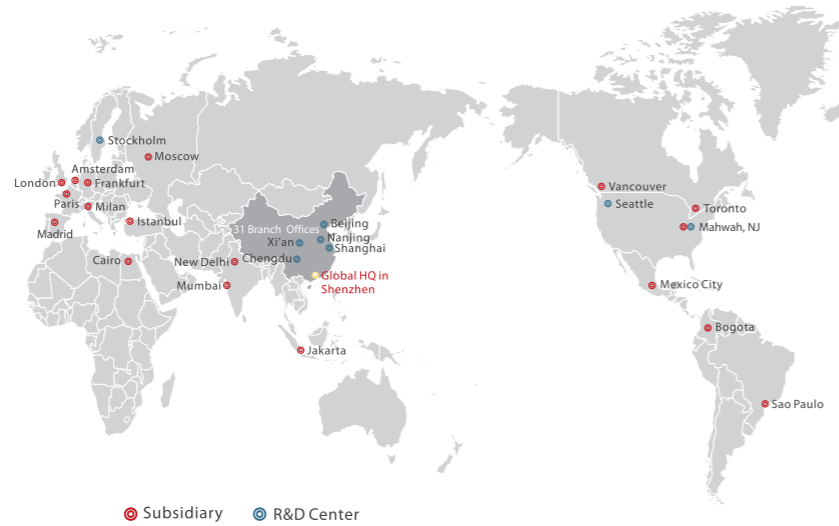 Stockholm
Moscow
Amsterdam
London
Frankfurt
Paris
Milan
Madrid
Istanbul
31 Branch Offices
Beijing
Xi'an
Nanjing
Shanghai
Cairo
New Delhi
Chengdu
Global HQ in
Shenzhen
Mumbai
Jakarta
Vancouver
Seattle
Toronto
Mahwah, NJ
Mexico City
Bogota
Sao Paulo
Subsidiary
R&D Center